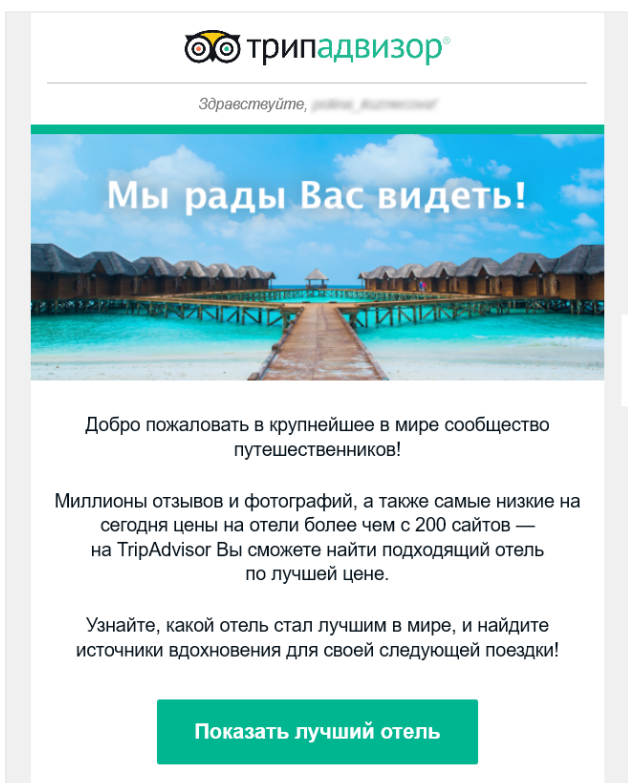 трипадвизор®
Здравствуйте,
Мы рады Вас видеть!
Добро пожаловать в крупнейшее в мире сообщество
путешественников!
Миллионы отзывов и фотографий, а также самые низкие на
сегодня цены на отели более чем с 200 сайтов —
на TripAdvisor Вы сможете найти подходящий отель
по лучшей цене.
Узнайте, какой отель стал лучшим в мире, и найдите
источники вдохновения для своей следующей поездки!
Показать лучший отель